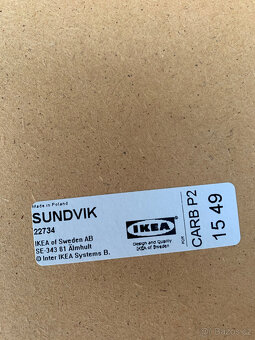 Made in Poland
SUNDVIK
22734
IKEA of Sweden AB
SE-343 81 Älmhult
© Inter IKEA Systems B.
IKEA
Design and Quality
IKEA of Sweden
CARB P2
15 49